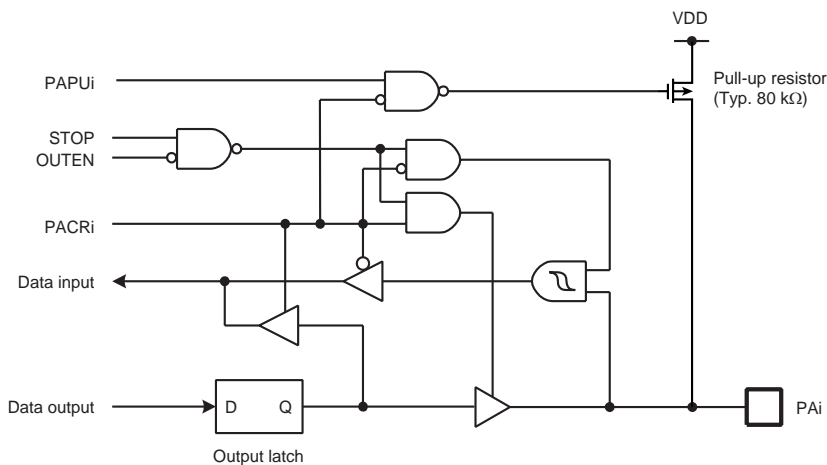 VDD
PAPUi
Pull-up resistor
(Typ. 80 kΩ)
STOP
OUTEN
PACRi
Data input
Data output
D
Q
PAi
Output latch